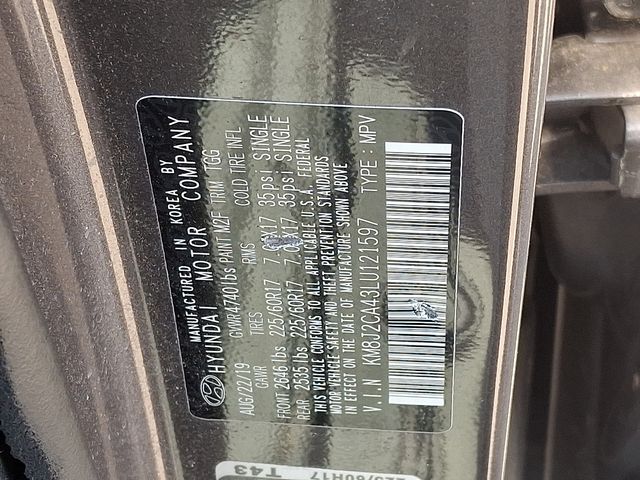 MANUFACTURED IN KOREA BY
HYUNDAI MOTOR COMPANY
AUG/22/19 GVWR 4740 lbs PAINT M2F TRIM TGG
GAWR TIRES RIMS COLD TIRE INFL
FRONT 2646 lbs 225/60R17 7.0JX17 35psi SINGLE
REAR 2535 lbs 225/60R17 7.0JX17 35psi SINGLE
THIS VEHICLE CONFORMS TO ALL APPLICABLE U.S.A. FEDERAL
MOTOR VEHICLE SAFETY AND THEFT PREVENTION STANDARDS
IN EFFECT ON THE DATE OF MANUFACTURE SHOWN ABOVE
V.I.N KM8J2CA43LU121597 TYPE MPV
225/60R17
T43